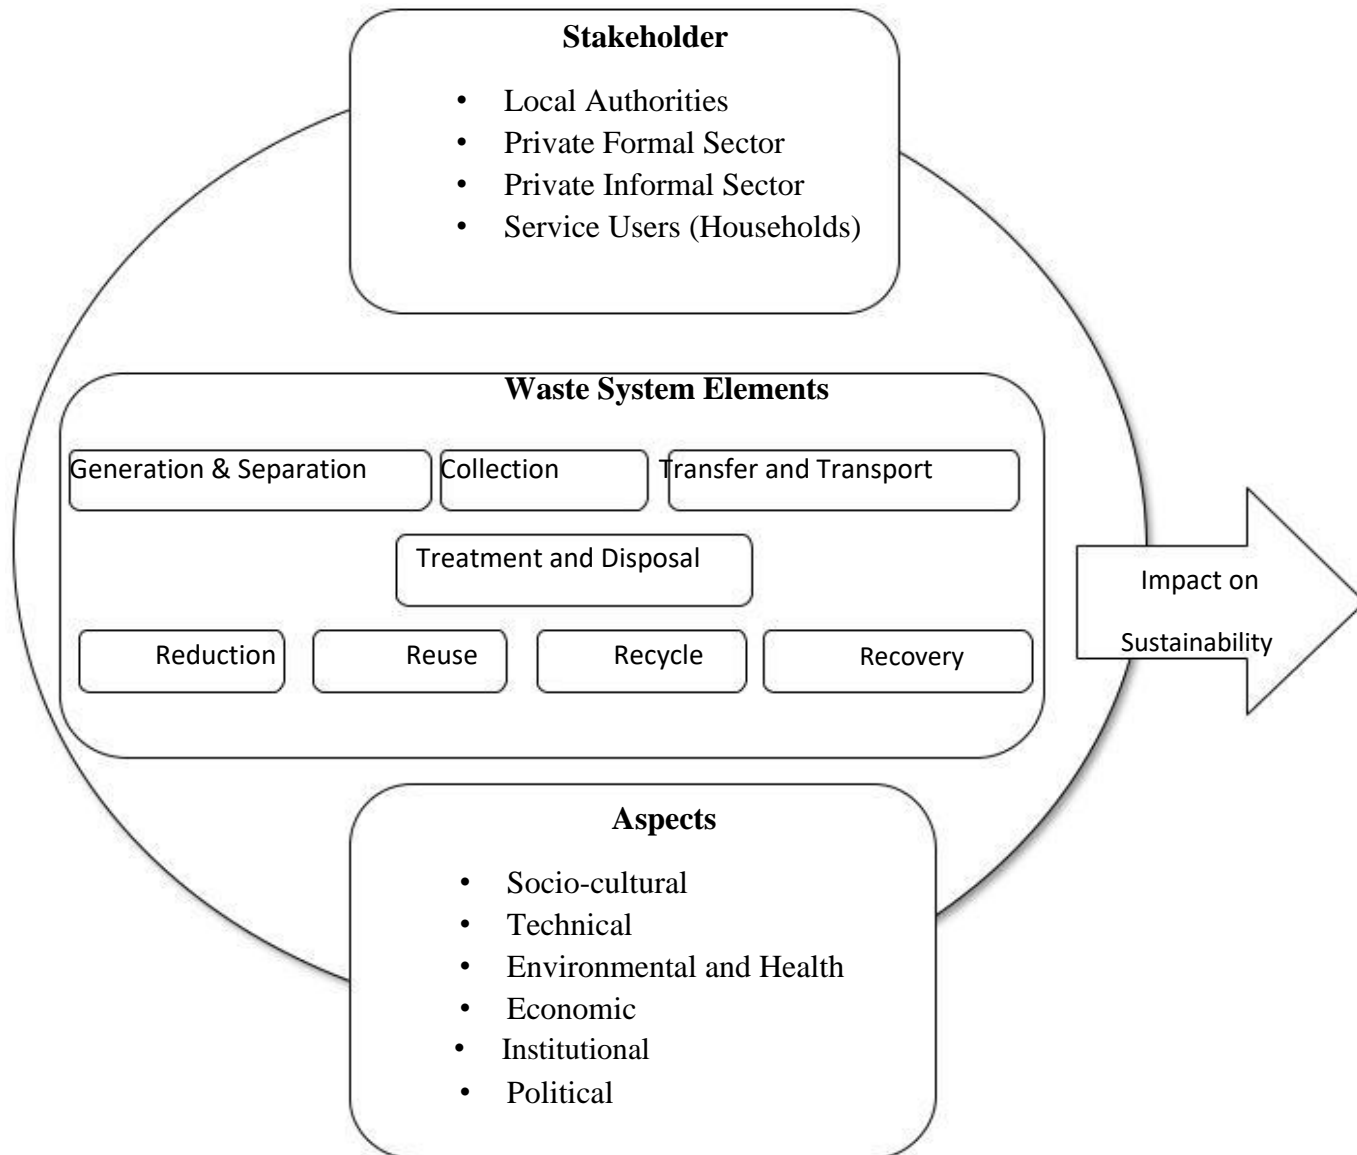 Stakeholder
• Local Authorities
• Private Formal Sector
• Private Informal Sector
• Service Users (Households)
Waste System Elements
Generation & Separation
Collection
Transfer and Transport
Treatment and Disposal
Reduction
Reuse
Recycle
Recovery
Impact on
Sustainability
Aspects
• Socio-cultural
• Technical
• Environmental and Health
• Economic
• Institutional
• Political